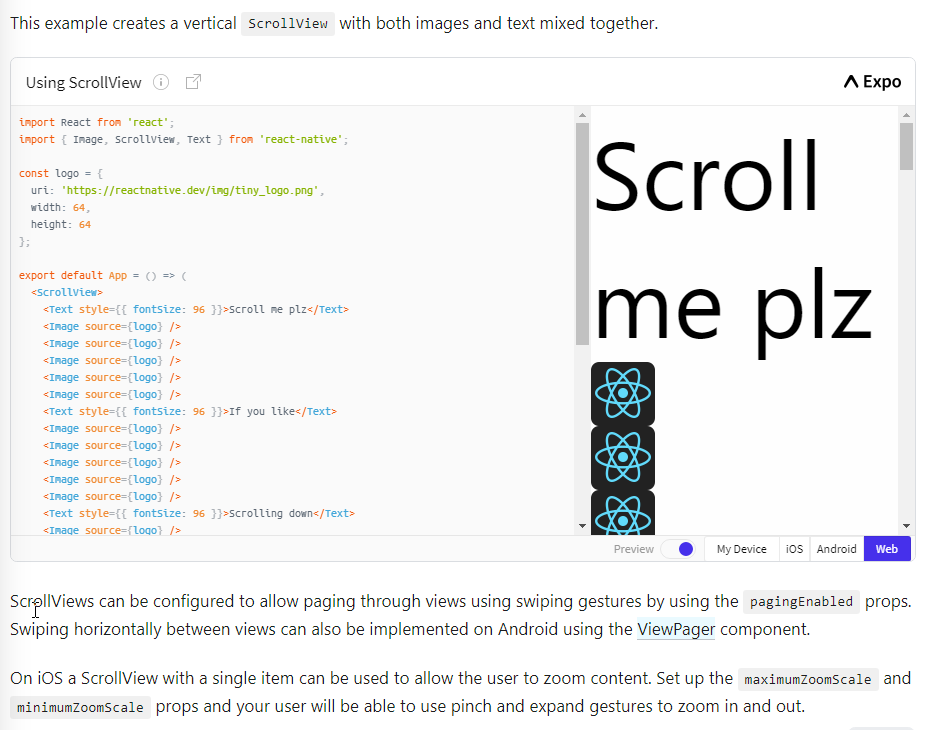 This example creates a vertical ScrollView with both images and text mixed together.
Using ScrollView
Expo
import React from 'react';
import { Image, ScrollView, Text } from 'react-native';
const logo = {
uri: 'https://reactnative.dev/img/tiny_logo.png',
width: 64,
height: 64
};
export default App = () => (
<ScrollView>
<Text style={{ fontSize: 96 }}>Scroll me plz</Text>
<Image source={logo} />
<Image source={logo} />
<Image source={logo} />
<Image source={logo} />
<Image source={logo} />
<Text style={{ fontSize: 96 }}>If you like</Text>
<Image source={logo} />
<Image source={logo} />
<Image source={logo} />
<Image source={logo} />
<Image source={logo} />
<Text style={{ fontSize: 96 }}>Scrolling down</Text>
<Image source={logo} />
Scroll
me plz
Preview
My Device
iOS
Android
Web
ScrollViews can be configured to allow paging through views using swiping gestures by using the pagingEnabled props.
Swiping horizontally between views can also be implemented on Android using the ViewPager component.
On iOS a ScrollView with a single item can be used to allow the user to zoom content. Set up the maximumZoomScale and
minimumZoomScale props and your user will be able to use pinch and expand gestures to zoom in and out.